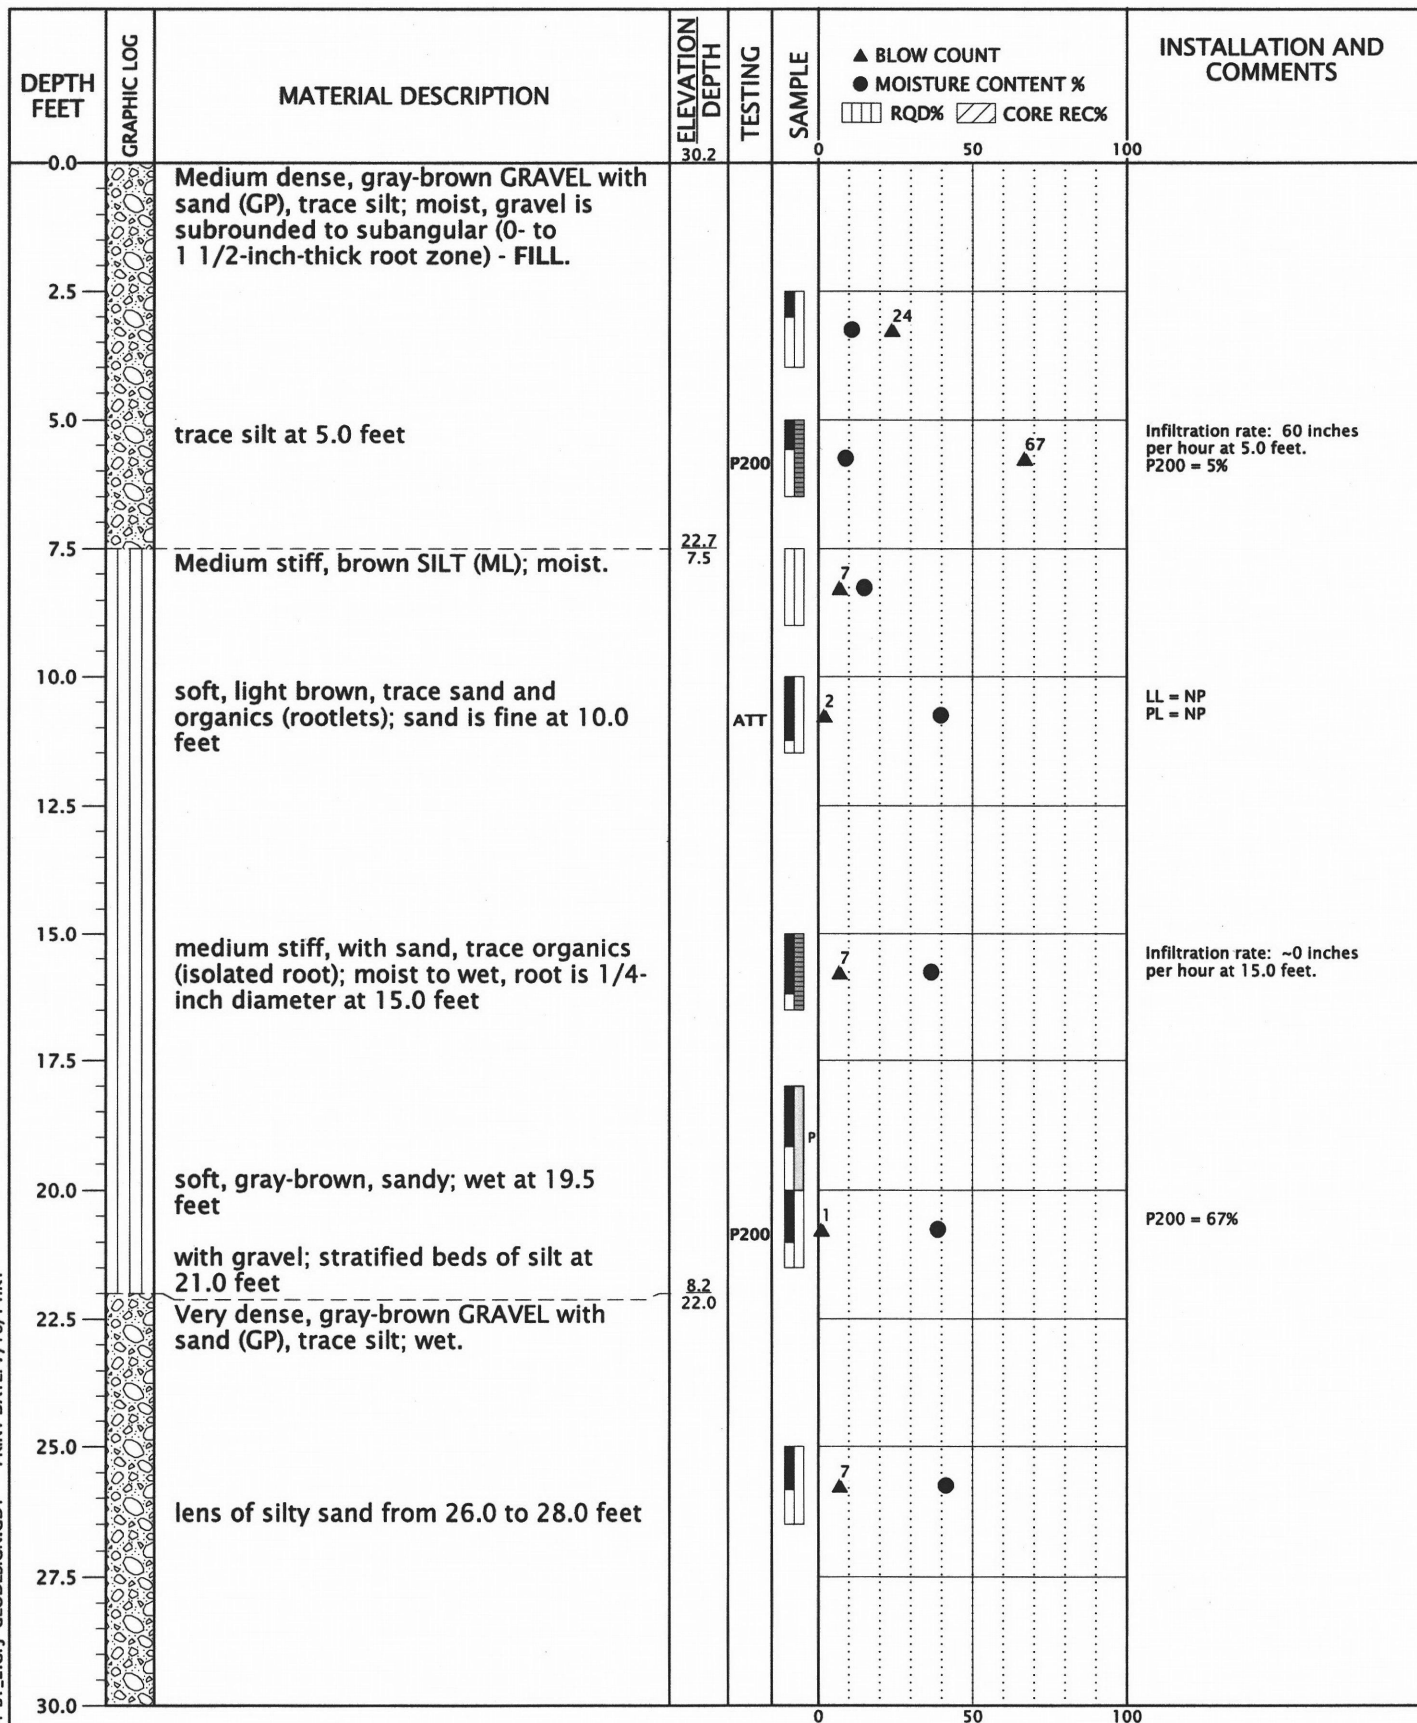 DEPTH
FEET
GRAPHIC LOG
MATERIAL DESCRIPTION
ELEVATION
DEPTH
TESTING
SAMPLE
▲ BLOW COUNT
● MOISTURE CONTENT %
RQD% CORE REC%
INSTALLATION AND
COMMENTS
30.2
0 50 100
0.0
Medium dense, gray-brown GRAVEL with
sand (GP), trace silt; moist, gravel is
subrounded to subangular (0- to
1 1/2-inch-thick root zone) - FILL.
2.5
24
5.0
trace silt at 5.0 feet
P200
67
Infiltration rate: 60 inches
per hour at 5.0 feet.
P200 = 5%
7.5
22.7
7.5
Medium stiff, brown SILT (ML); moist.
7
10.0
soft, light brown, trace sand and
organics (rootlets); sand is fine at 10.0
feet
ATT
2
LL = NP
PL = NP
12.5
15.0
medium stiff, with sand, trace organics
(isolated root); moist to wet, root is 1/4-
inch diameter at 15.0 feet
7
Infiltration rate: ~0 inches
per hour at 15.0 feet.
17.5
P
soft, gray-brown, sandy; wet at 19.5
feet
20.0
P200
1
P200 = 67%
with gravel; stratified beds of silt at
21.0 feet
8.2
22.0
Very dense, gray-brown GRAVEL with
sand (GP), trace silt; wet.
22.5
25.0
7
lens of silty sand from 26.0 to 28.0 feet
27.5
30.0
0 50 100